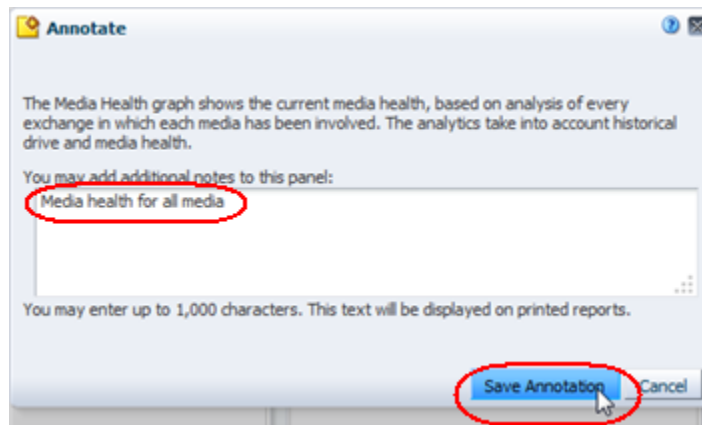 Annotate
The Media Health graph shows the current media health, based on analysis of every
exchange in which each media has been involved. The analytics take into account historical
drive and media health.
You may add additional notes to this panel:
Media health for all media
You may enter up to 1,000 characters. This text will be displayed on printed reports.
Save Annotation Cancel